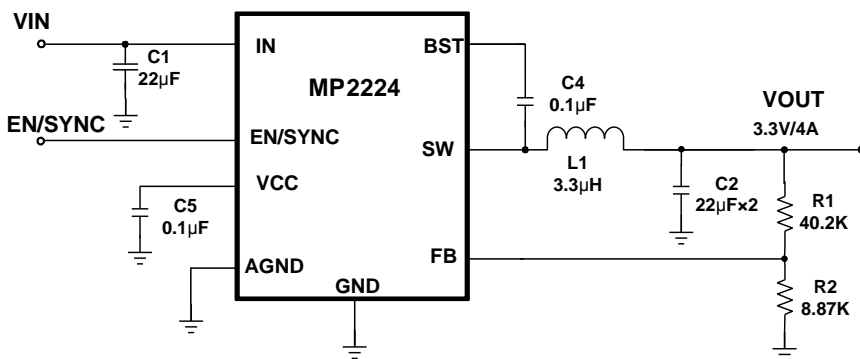 VIN
C1
22μF
IN
BST
MP2224
C4
0.1μF
VOUT
3.3V/4A
EN/SYNC
EN/SYNC
SW
L1
3.3μH
VCC
C5
0.1μF
C2
22μF×2
R1
40.2K
AGND
FB
GND
R2
8.87K